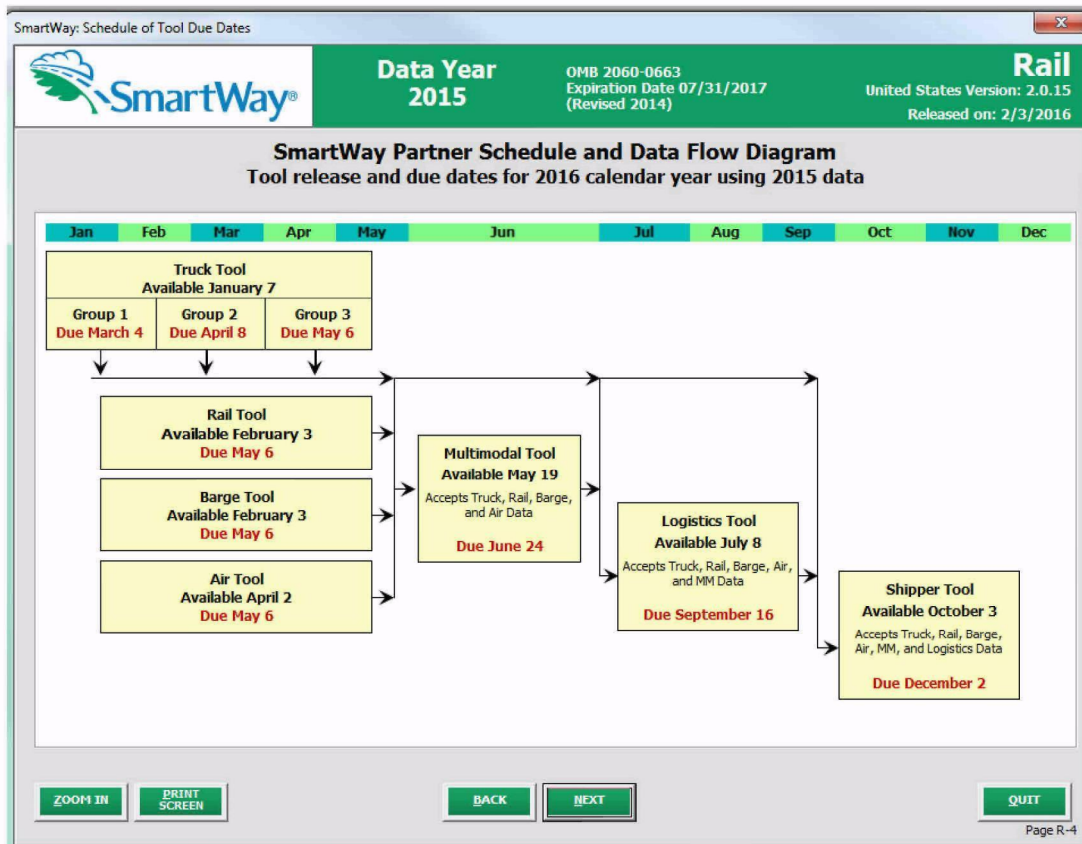 SmartWay: Schedule of Tool Due Dates
SmartWay®
Data Year
2015
OMB 2060-0663
Expiration Date 07/31/2017
(Revised 2014)
Rail
United States Version: 2.0.15
Released on: 2/3/2016
SmartWay Partner Schedule and Data Flow Diagram
Tool release and due dates for 2016 calendar year using 2015 data
Jan Feb Mar Apr May Jun Jul Aug Sep Oct Nov Dec
Truck Tool
Available January 7
Group 1
Due March 4
Group 2
Due April 8
Group 3
Due May 6
Rail Tool
Available February 3
Due May 6
Barge Tool
Available February 3
Due May 6
Air Tool
Available April 2
Due May 6
Multimodal Tool
Available May 19
Accepts Truck, Rail, Barge,
and Air Data
Due June 24
Logistics Tool
Available July 8
Accepts Truck, Rail, Barge, Air,
and MM Data
Due September 16
Shipper Tool
Available October 3
Accepts Truck, Rail, Barge,
Air, MM, and Logistics Data
Due December 2
ZOOM IN
PRINT
SCREEN
BACK
NEXT
QUIT
Page R-4